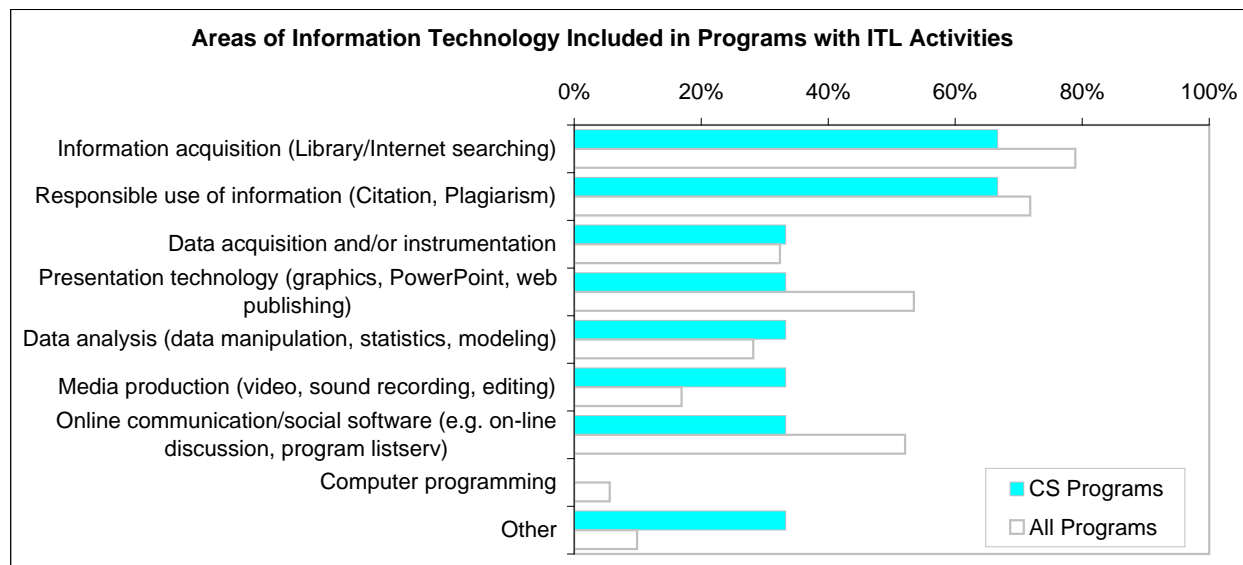 Areas of Information Technology Included in Programs with ITL Activities
0% 20% 40% 60% 80% 100%
Information acquisition (Library/Internet searching)
Responsible use of information (Citation, Plagiarism)
Data acquisition and/or instrumentation
Presentation technology (graphics, PowerPoint, web
publishing)
Data analysis (data manipulation, statistics, modeling)
Media production (video, sound recording, editing)
Online communication/social software (e.g. on-line
discussion, program listserv)
Computer programming
Other
CS Programs
All Programs